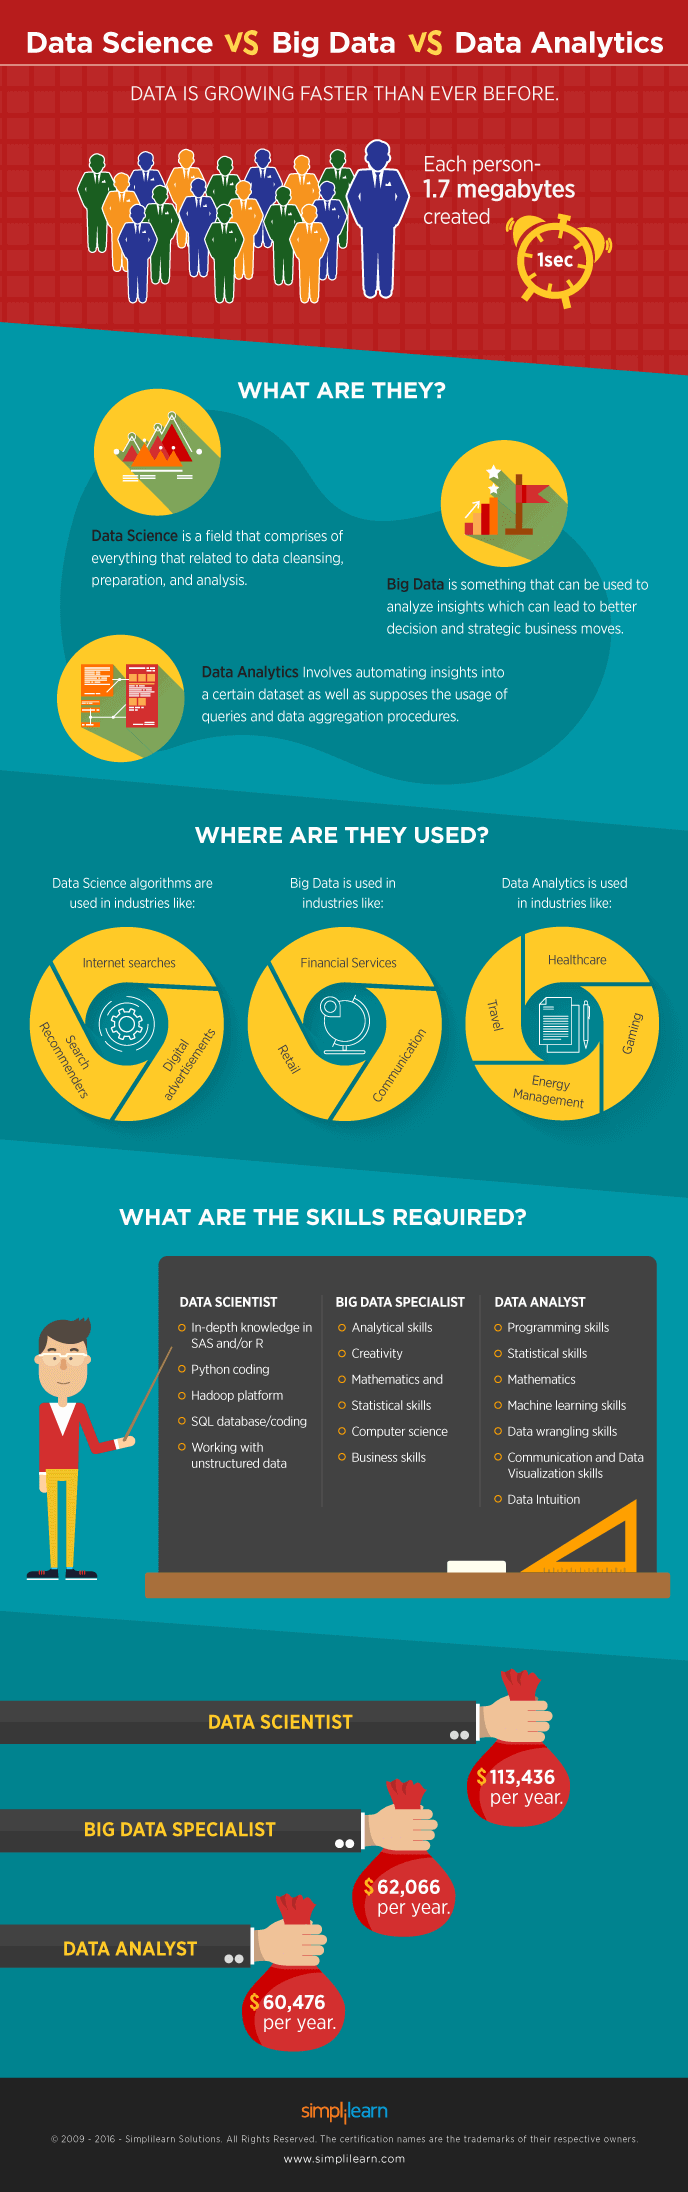 Data Science VS Big Data VS Data Analytics
DATA IS GROWING FASTER THAN EVER BEFORE.
Each person-
1.7 megabytes
created
1sec
WHAT ARE THEY?
Data Science is a field that comprises of
everything that related to data cleansing,
preparation, and analysis.
Big Data is something that can be used to
analyze insights which can lead to better
decision and strategic business moves.
Data Analytics Involves automating insights into
a certain dataset as well as supposes the usage of
queries and data aggregation procedures.
WHERE ARE THEY USED?
Data Science algorithms are
used in industries like:
Internet searches
Search
Recommenders
Digital
advertisements
Big Data is used in
industries like:
Financial Services
Retail
Communication
Data Analytics is used
in industries like:
Healthcare
Travel
Gaming
Energy
Management
WHAT ARE THE SKILLS REQUIRED?
DATA SCIENTIST
In-depth knowledge in
SAS and/or R
Python coding
Hadoop platform
SQL database/coding
Working with
unstructured data
BIG DATA SPECIALIST
Analytical skills
Creativity
Mathematics and
Statistical skills
Computer science
Business skills
DATA ANALYST
Programming skills
Statistical skills
Mathematics
Machine learning skills
Data wrangling skills
Communication and Data
Visualization skills
Data Intuition
DATA SCIENTIST
$ 113,436
per year.
BIG DATA SPECIALIST
$ 62,066
per year.
DATA ANALYST
$ 60,476
per year.
simplilearn
© 2009 - 2016 - Simplilearn Solutions. All Rights Reserved. The certification names are the trademarks of their respective owners.
www.simplilearn.com